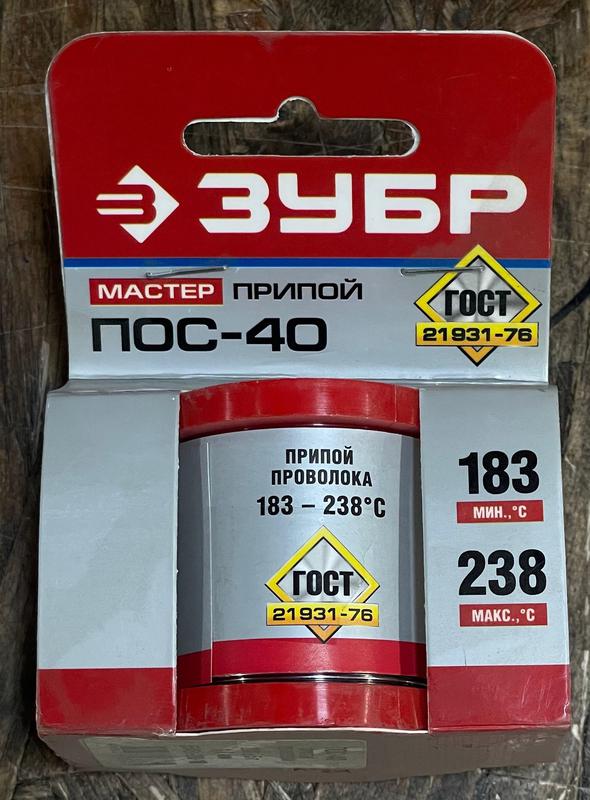 ЗУБР
МАСТЕР ПРИПОЙ
ПОС-40
ГОСТ
21931-76
ПРИПОЙ
ПРОВОЛОКА
183 – 238°С
ГОСТ
21931-76
183
МИН.,°С
238
МАКС.,°С